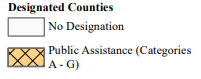 Designated Counties
No Designation
Public Assistance (Categories
A - G)